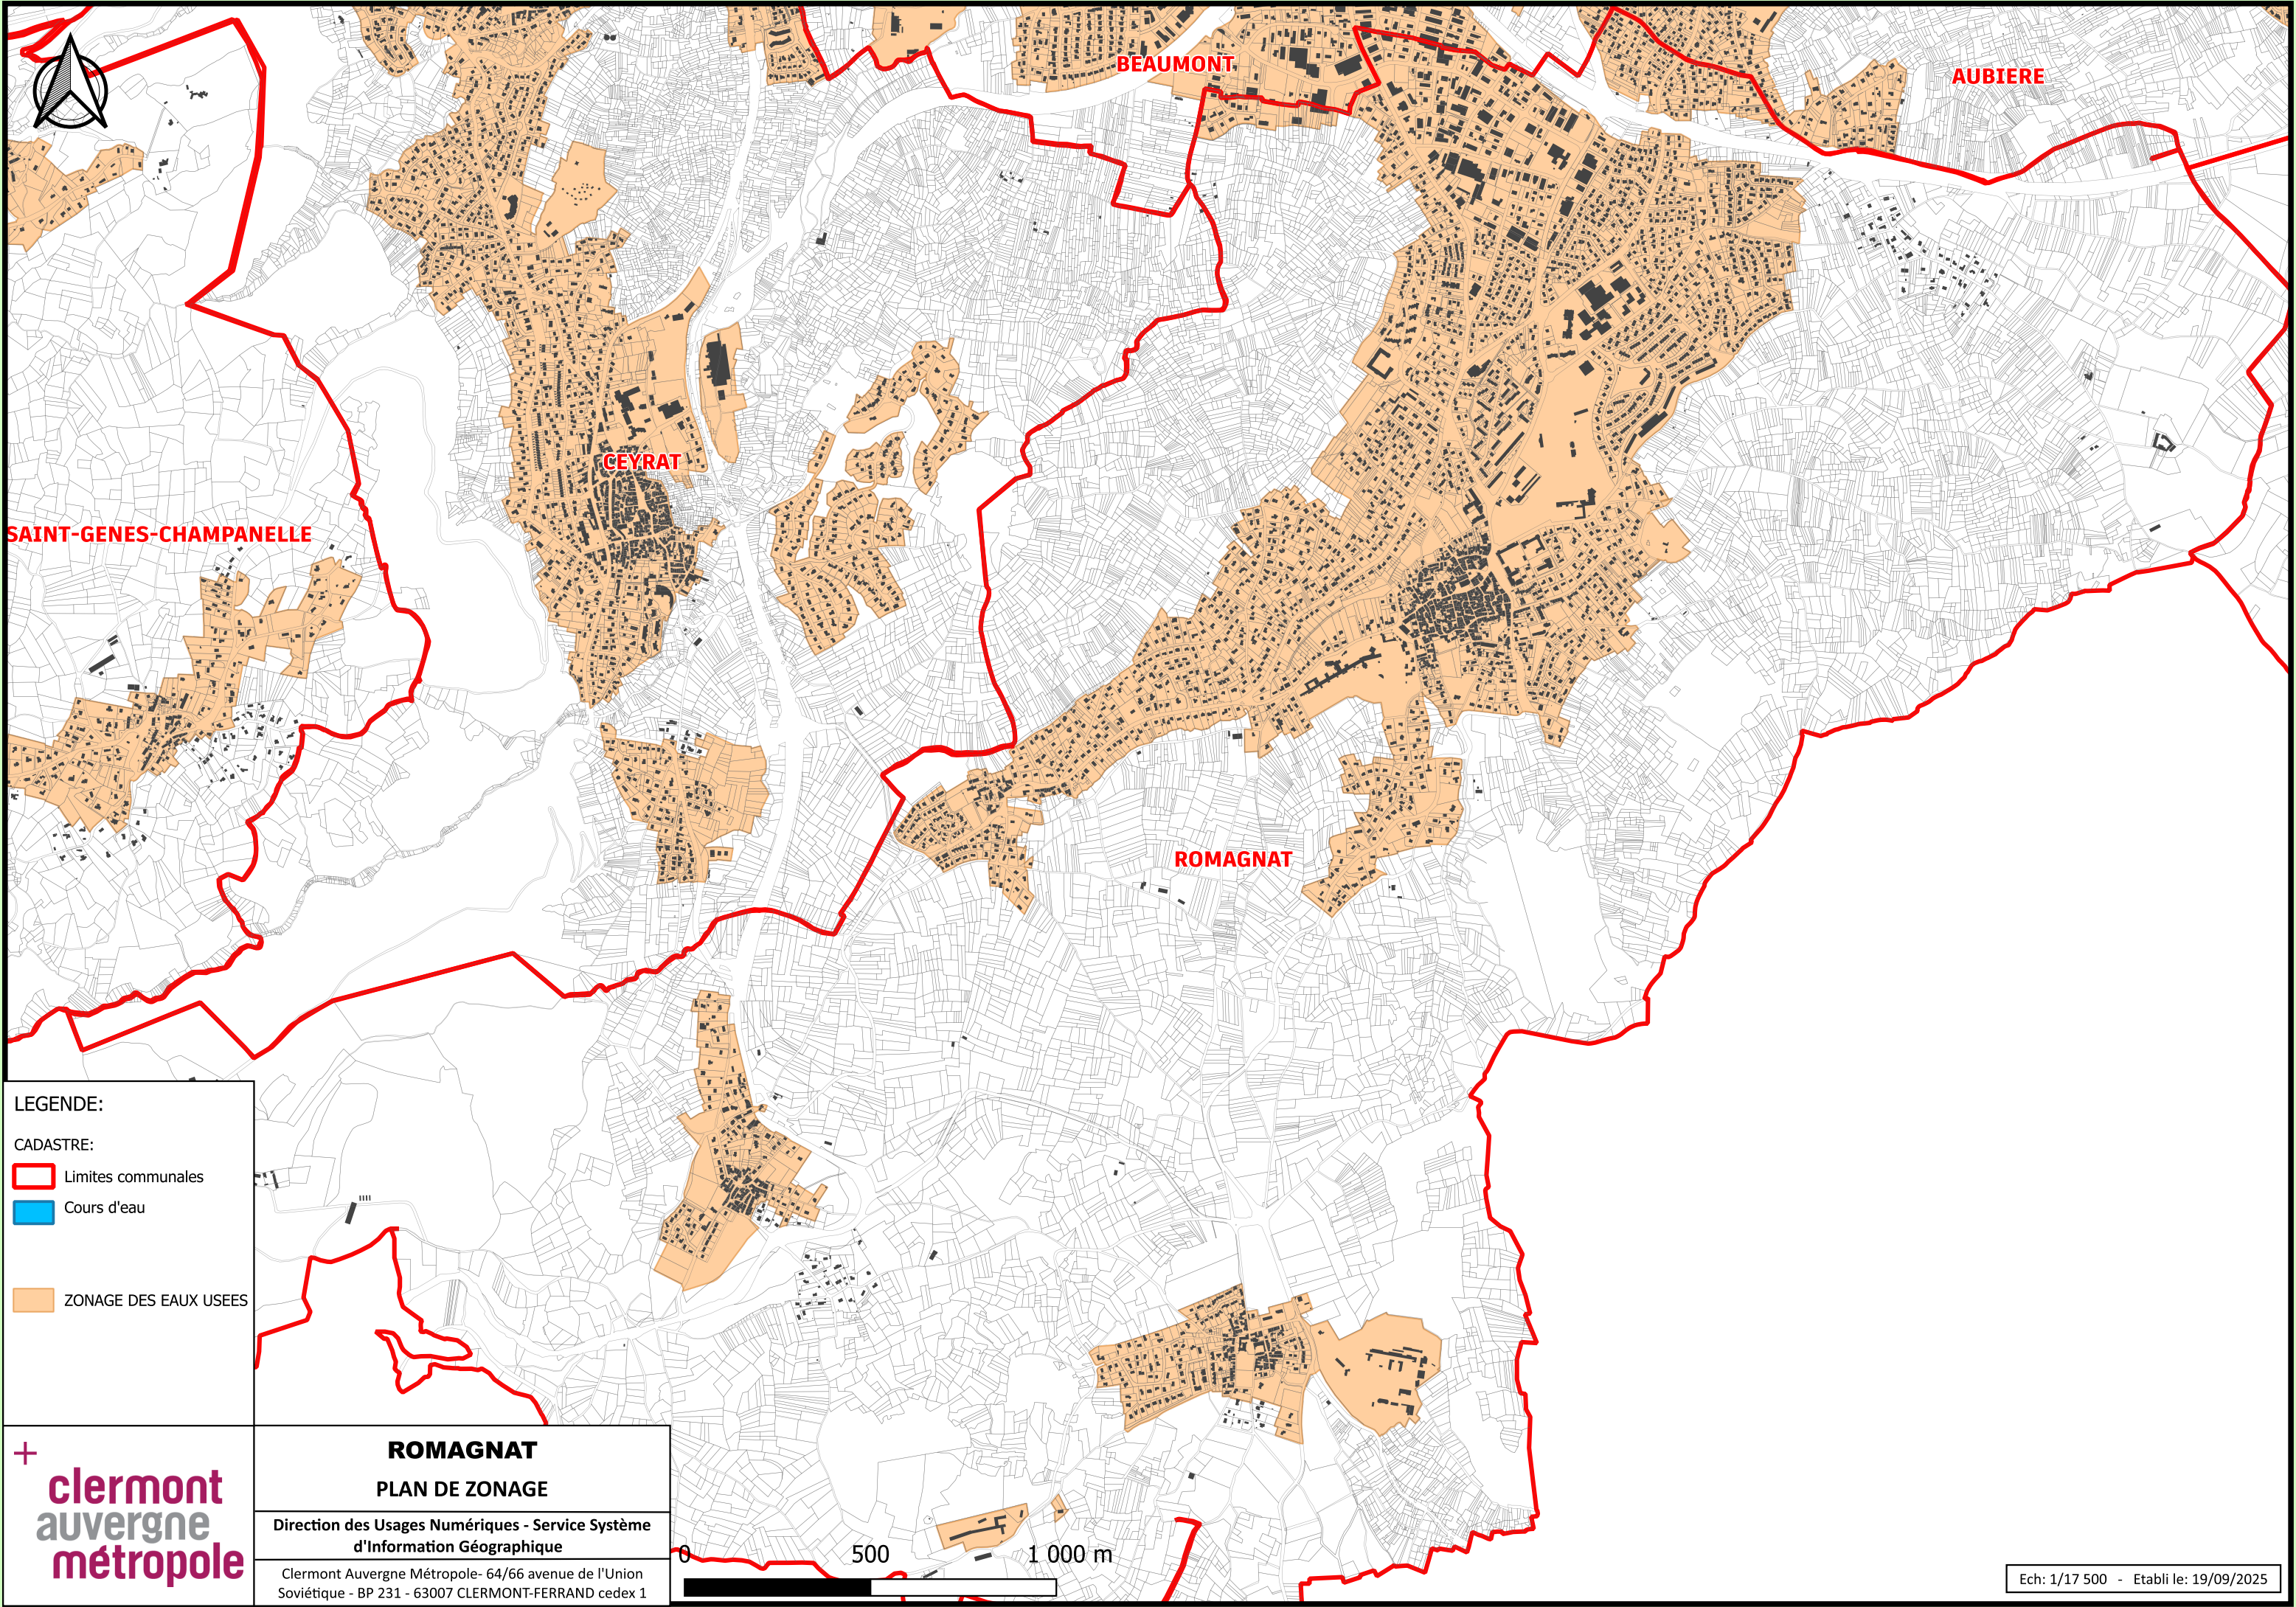 BEAUMONT
AUBIERE
CEYRAT
SAINT-GENES-CHAMPANELLE
ROMAGNAT
LEGENDE:
CADASTRE:
Limites communales
Cours d'eau
ZONAGE DES EAUX USEES
+
clermont
auvergne
métropole
ROMAGNAT
PLAN DE ZONAGE
Direction des Usages Numériques - Service Système
d'Information Géographique
Clermont Auvergne Métropole- 64/66 avenue de l'Union
Soviétique - BP 231 - 63007 CLERMONT-FERRAND cedex 1
0 500 1 000 m
Ech: 1/17 500 - Etabli le: 19/09/2025